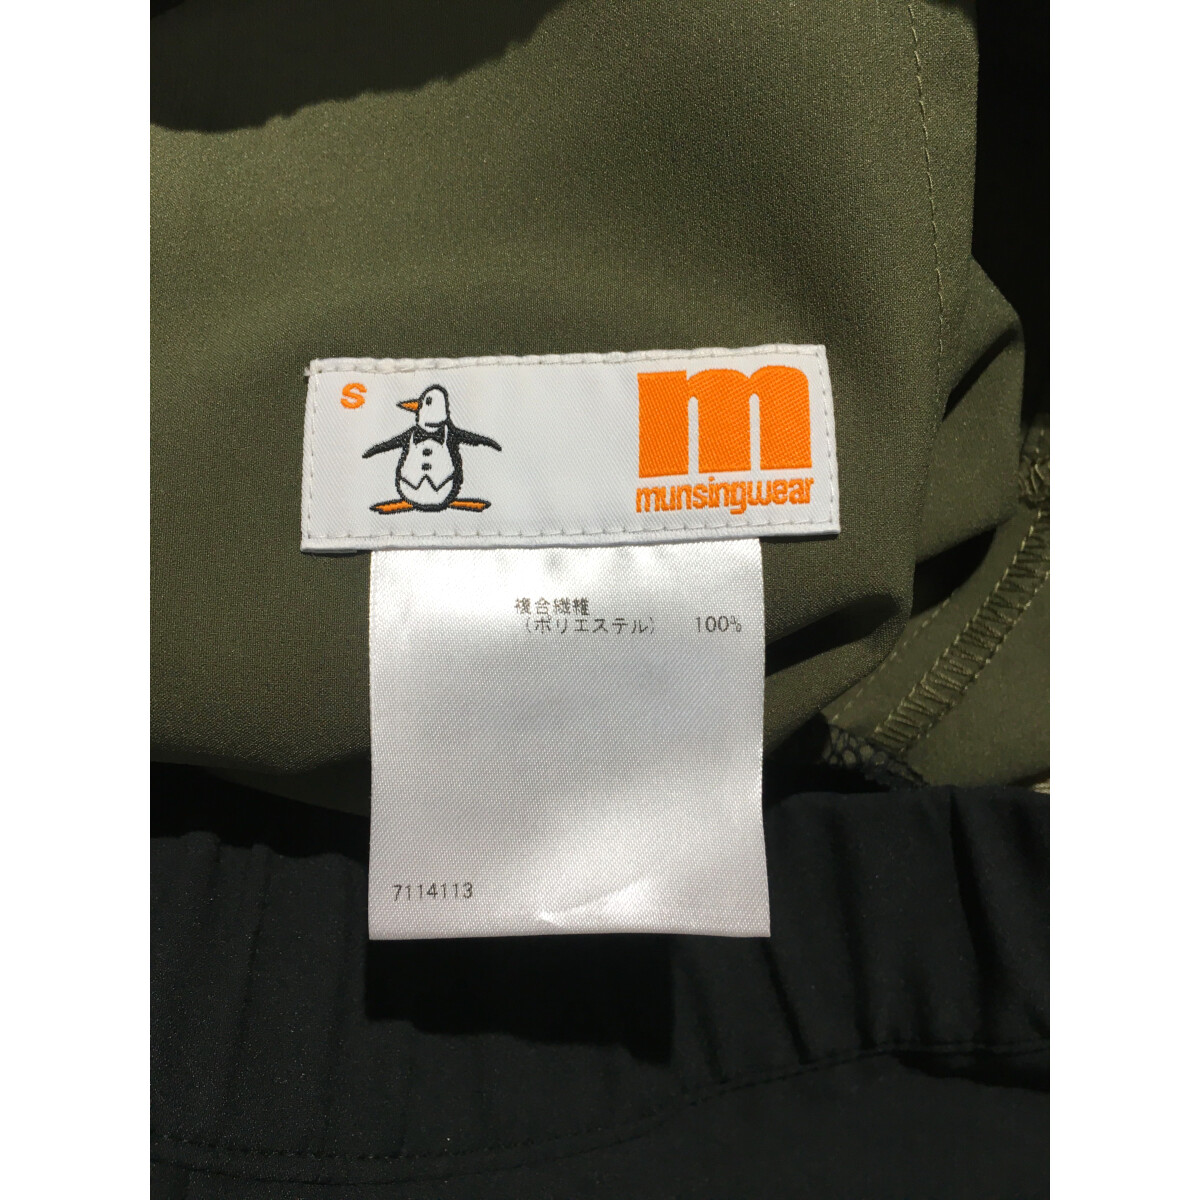 S
m
munsingwear
複合繊維
（ポリエステル） 100%
7114113